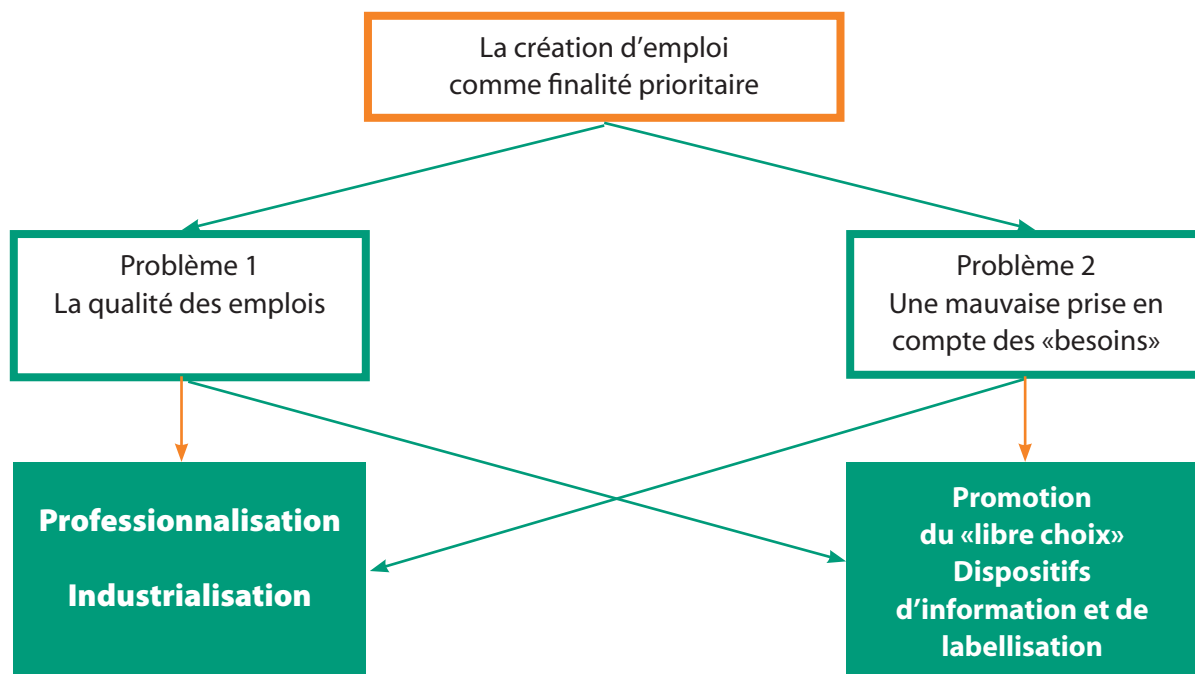 La création d’emploi
comme finalité prioritaire
Problème 1
La qualité des emplois
Problème 2
Une mauvaise prise en
compte des «besoins»
Professionnalisation
Industrialisation
Promotion
du «libre choix»
Dispositifs
d’information et de
labellisation